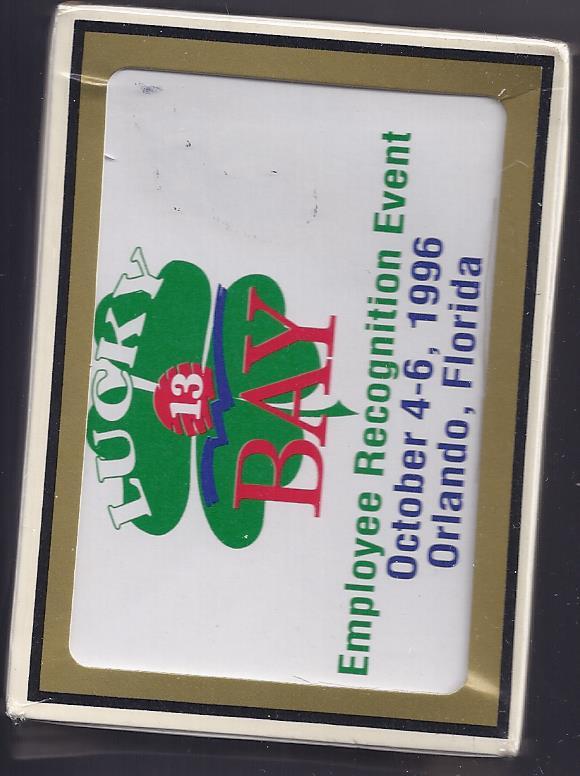 LUCKY
13
BAY
Employee Recognition Event
October 4-6, 1996
Orlando, Florida